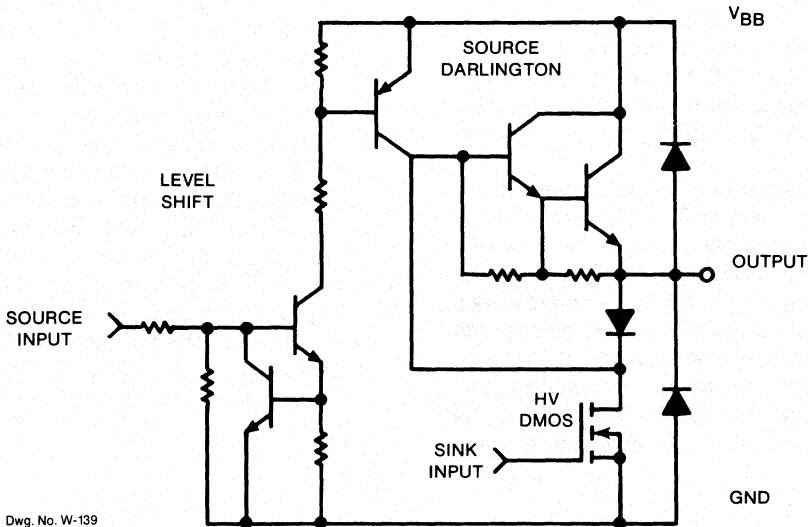 VBB
SOURCE
DARLINGTON
LEVEL
SHIFT
OUTPUT
SOURCE
INPUT
HV
DMOS
SINK
INPUT
GND
Dwg. No. W-139